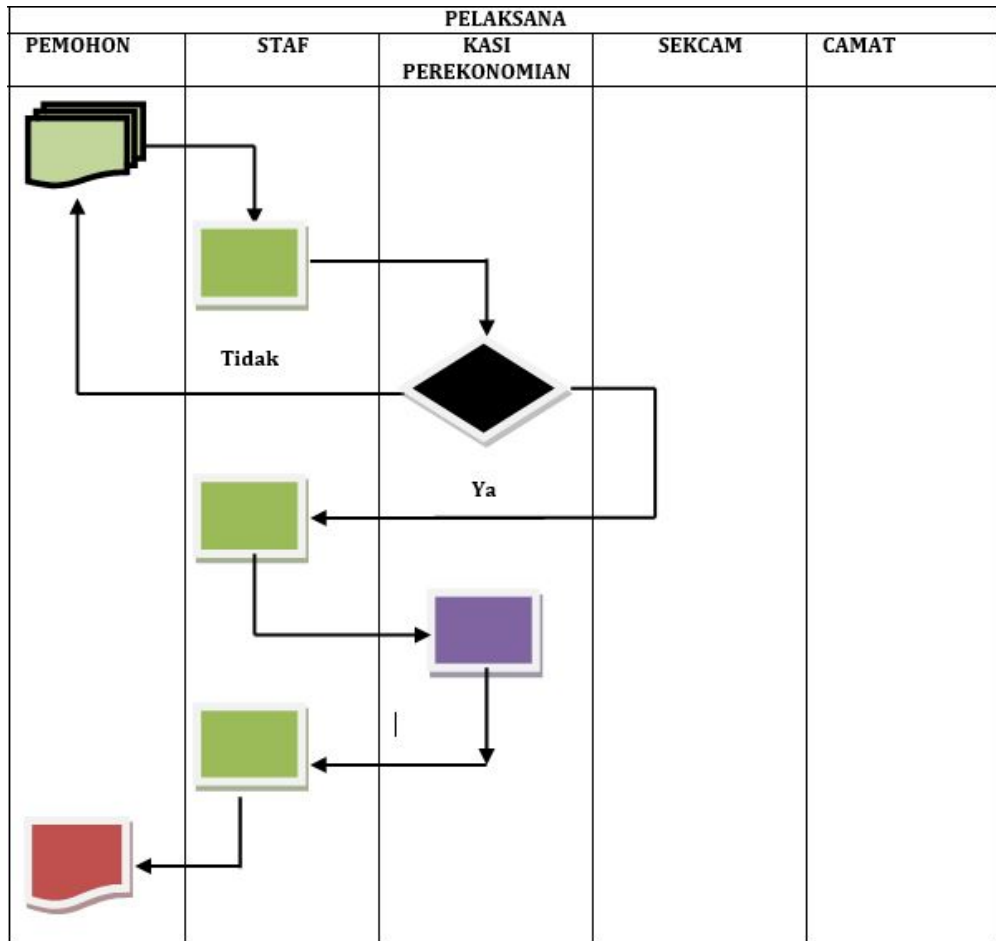 PELAKSANA
PEMOHON
STAF
KASI
PEREKONOMIAN
SEKCAM
CAMAT
Tidak
Ya